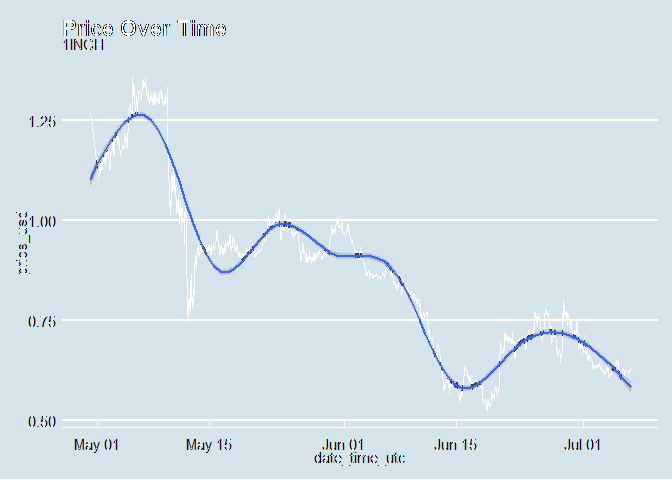 Price Over Time
1INCH
1.25
1.00
price_usd
0.75
0.50
May 01 May 15 Jun 01 Jun 15 Jul 01
date_time_utc